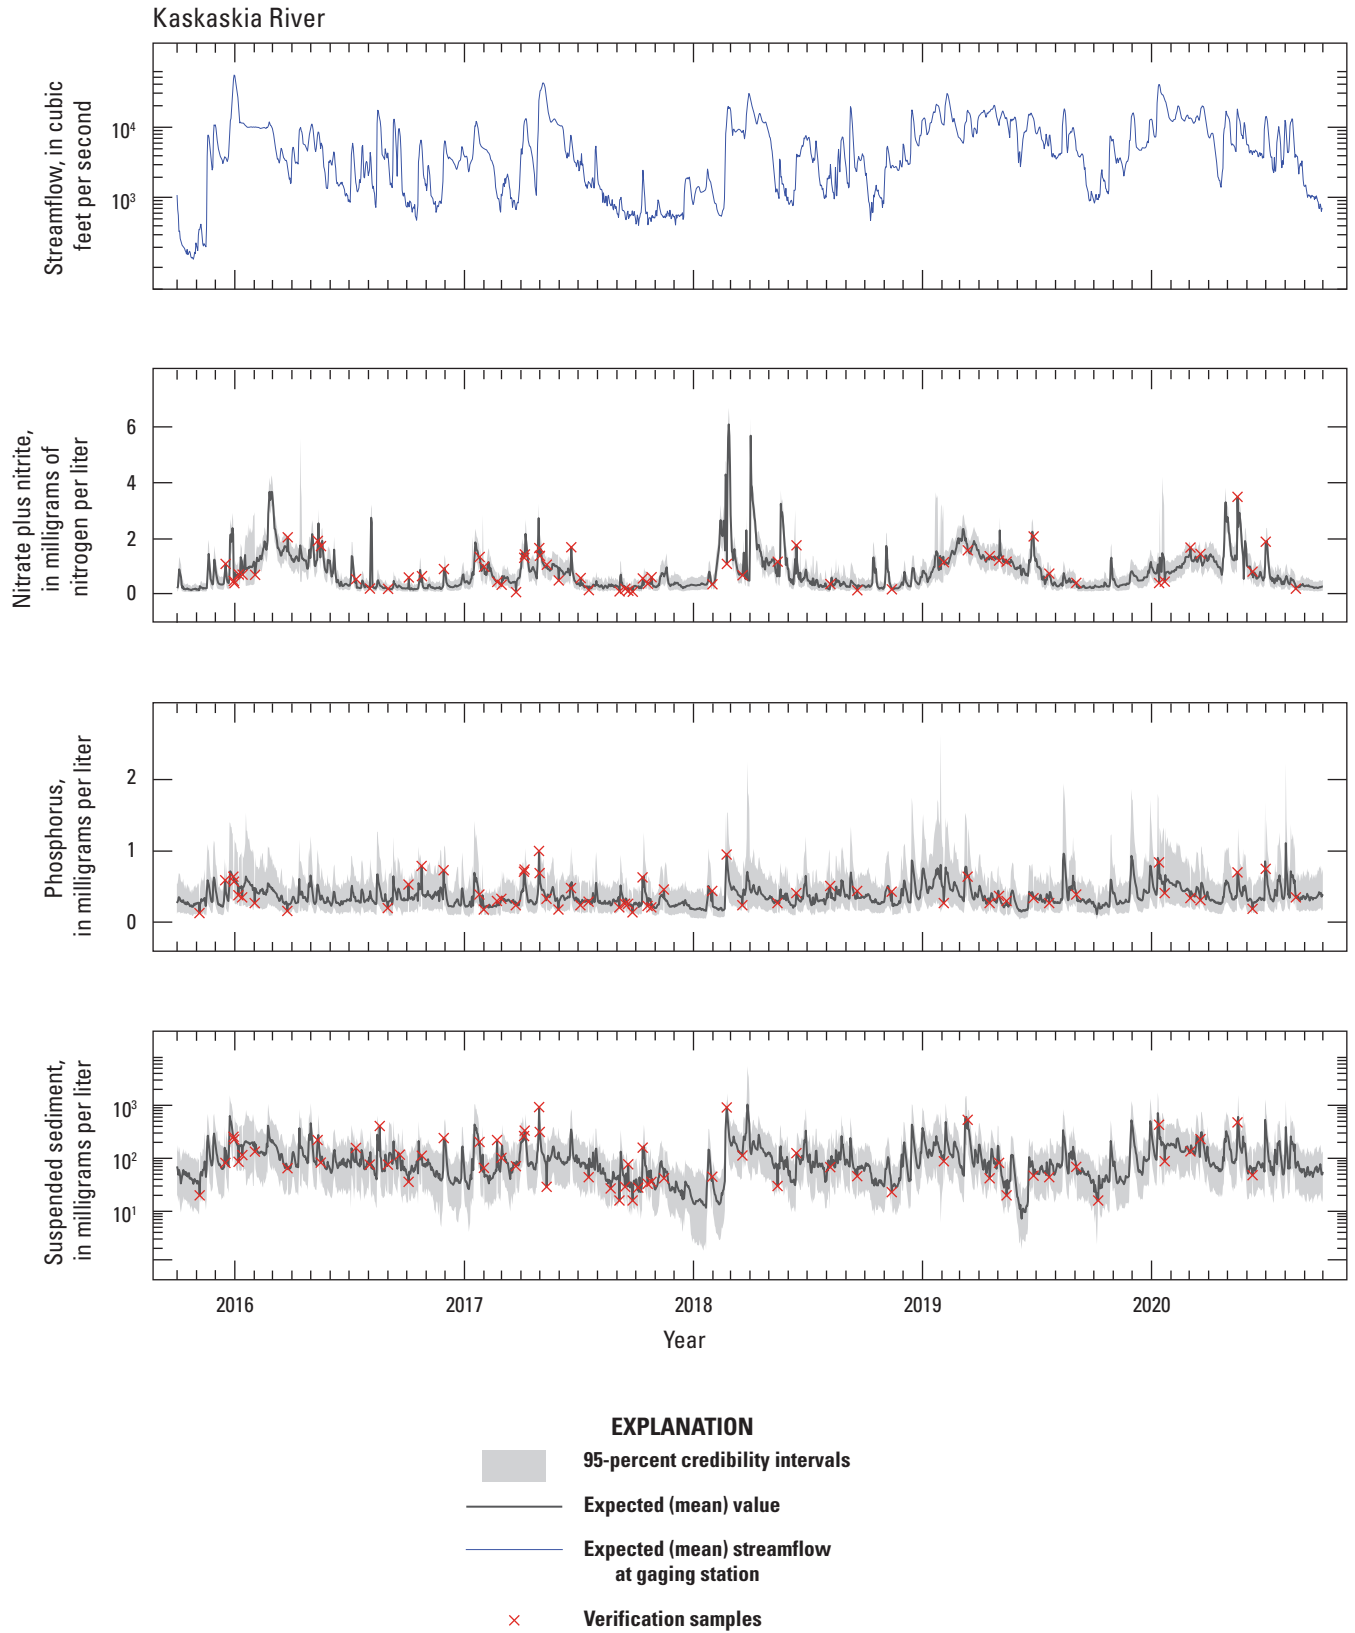 Kaskaskia River
Streamflow, in cubic
feet per second
10⁴
10³
Nitrate plus nitrite,
in milligrams of
nitrogen per liter
6
4
2
0
Phosphorus,
in milligrams per liter
2
1
0
Suspended sediment,
in milligrams per liter
10³
10²
10¹
2016 2017 2018 2019 2020
Year
EXPLANATION
95-percent credibility intervals
Expected (mean) value
Expected (mean) streamflow
at gaging station
Verification samples